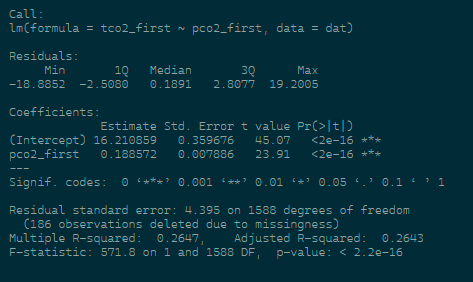 Call:
lm(formula = tco2_first ~ pco2_first, data = dat)
Residuals:
Min 1Q Median 3Q Max
-18.8852 -2.5080 0.1891 2.8077 19.2005
Coefficients:
Estimate Std. Error t value Pr(>|t|)
(Intercept) 16.210859 0.359676 45.07 <2e-16 ***
pco2_first 0.188572 0.007886 23.91 <2e-16 ***
---
Signif. codes: 0 ‘***’ 0.001 ‘**’ 0.01 ‘*’ 0.05 ‘.’ 0.1 ‘ ’ 1
Residual standard error: 4.395 on 1588 degrees of freedom
(186 observations deleted due to missingness)
Multiple R-squared: 0.2647, Adjusted R-squared: 0.2643
F-statistic: 571.8 on 1 and 1588 DF, p-value: < 2.2e-16